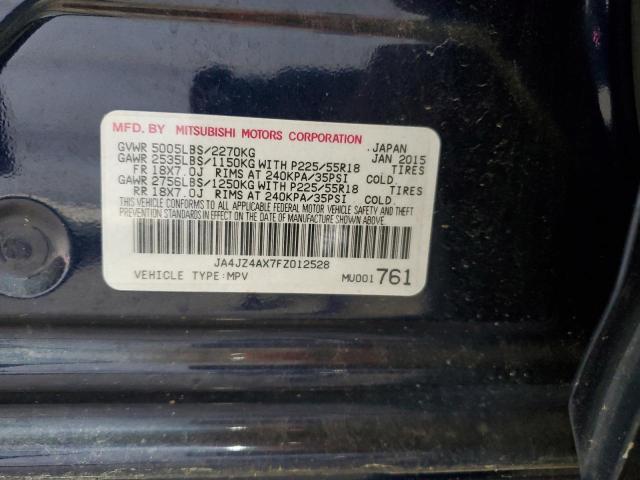 MFD. BY MITSUBISHI MOTORS CORPORATION JAPAN
GVWR 5005LBS/2270KG JAN 2015
GAWR 2535LBS/1150KG WITH P225/55R18 TIRES
FR 18X7.0J RIMS AT 240KPA/35PSI COLD
GAWR 2756LBS/1250KG WITH P225/55R18 TIRES
RR 18X7.0J RIMS AT 240KPA/35PSI COLD
THIS VEHICLE CONFORMS TO ALL APPLICABLE FEDERAL MOTOR VEHICLE SAFETY AND THEFT
PREVENTION STANDARDS IN EFFECT ON THE DATE OF MANUFACTURE SHOWN ABOVE.
JA4JZ4AX7FZ012528
VEHICLE TYPE:MPV MU001 761